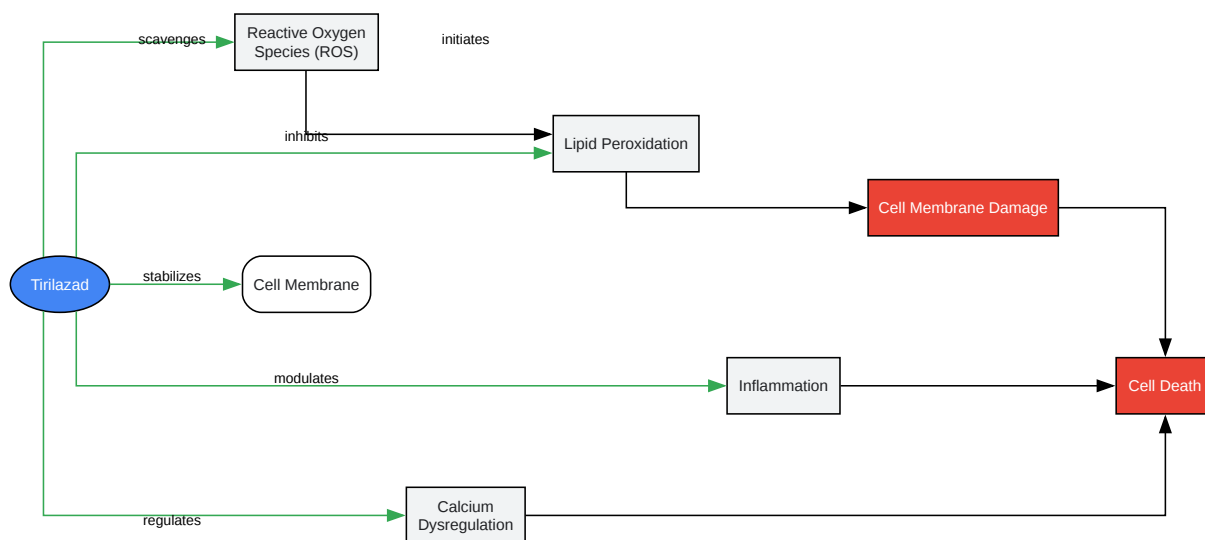 Reactive Oxygen
Species (ROS)
scavenges
initiates
inhibits
Lipid Peroxidation
Cell Membrane Damage
Tirilazad
stabilizes
Cell Membrane
modulates
Inflammation
Cell Death
Calcium
Dysregulation
regulates